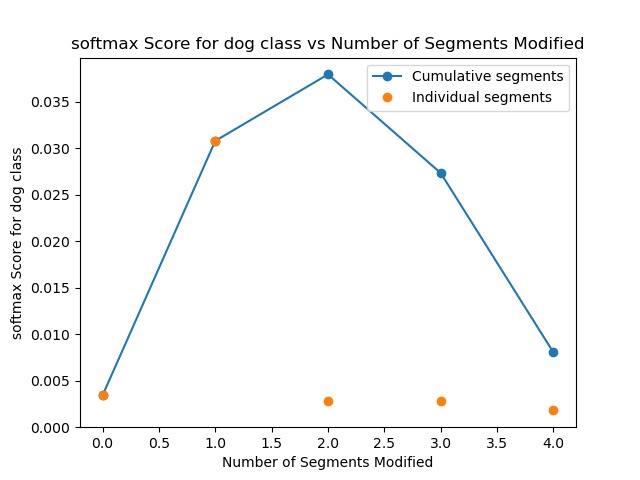 softmax Score for dog class vs Number of Segments Modified
Cumulative segments
Individual segments
softmax Score for dog class
0.035
0.030
0.025
0.020
0.015
0.010
0.005
0.000
0.0 0.5 1.0 1.5 2.0 2.5 3.0 3.5 4.0
Number of Segments Modified